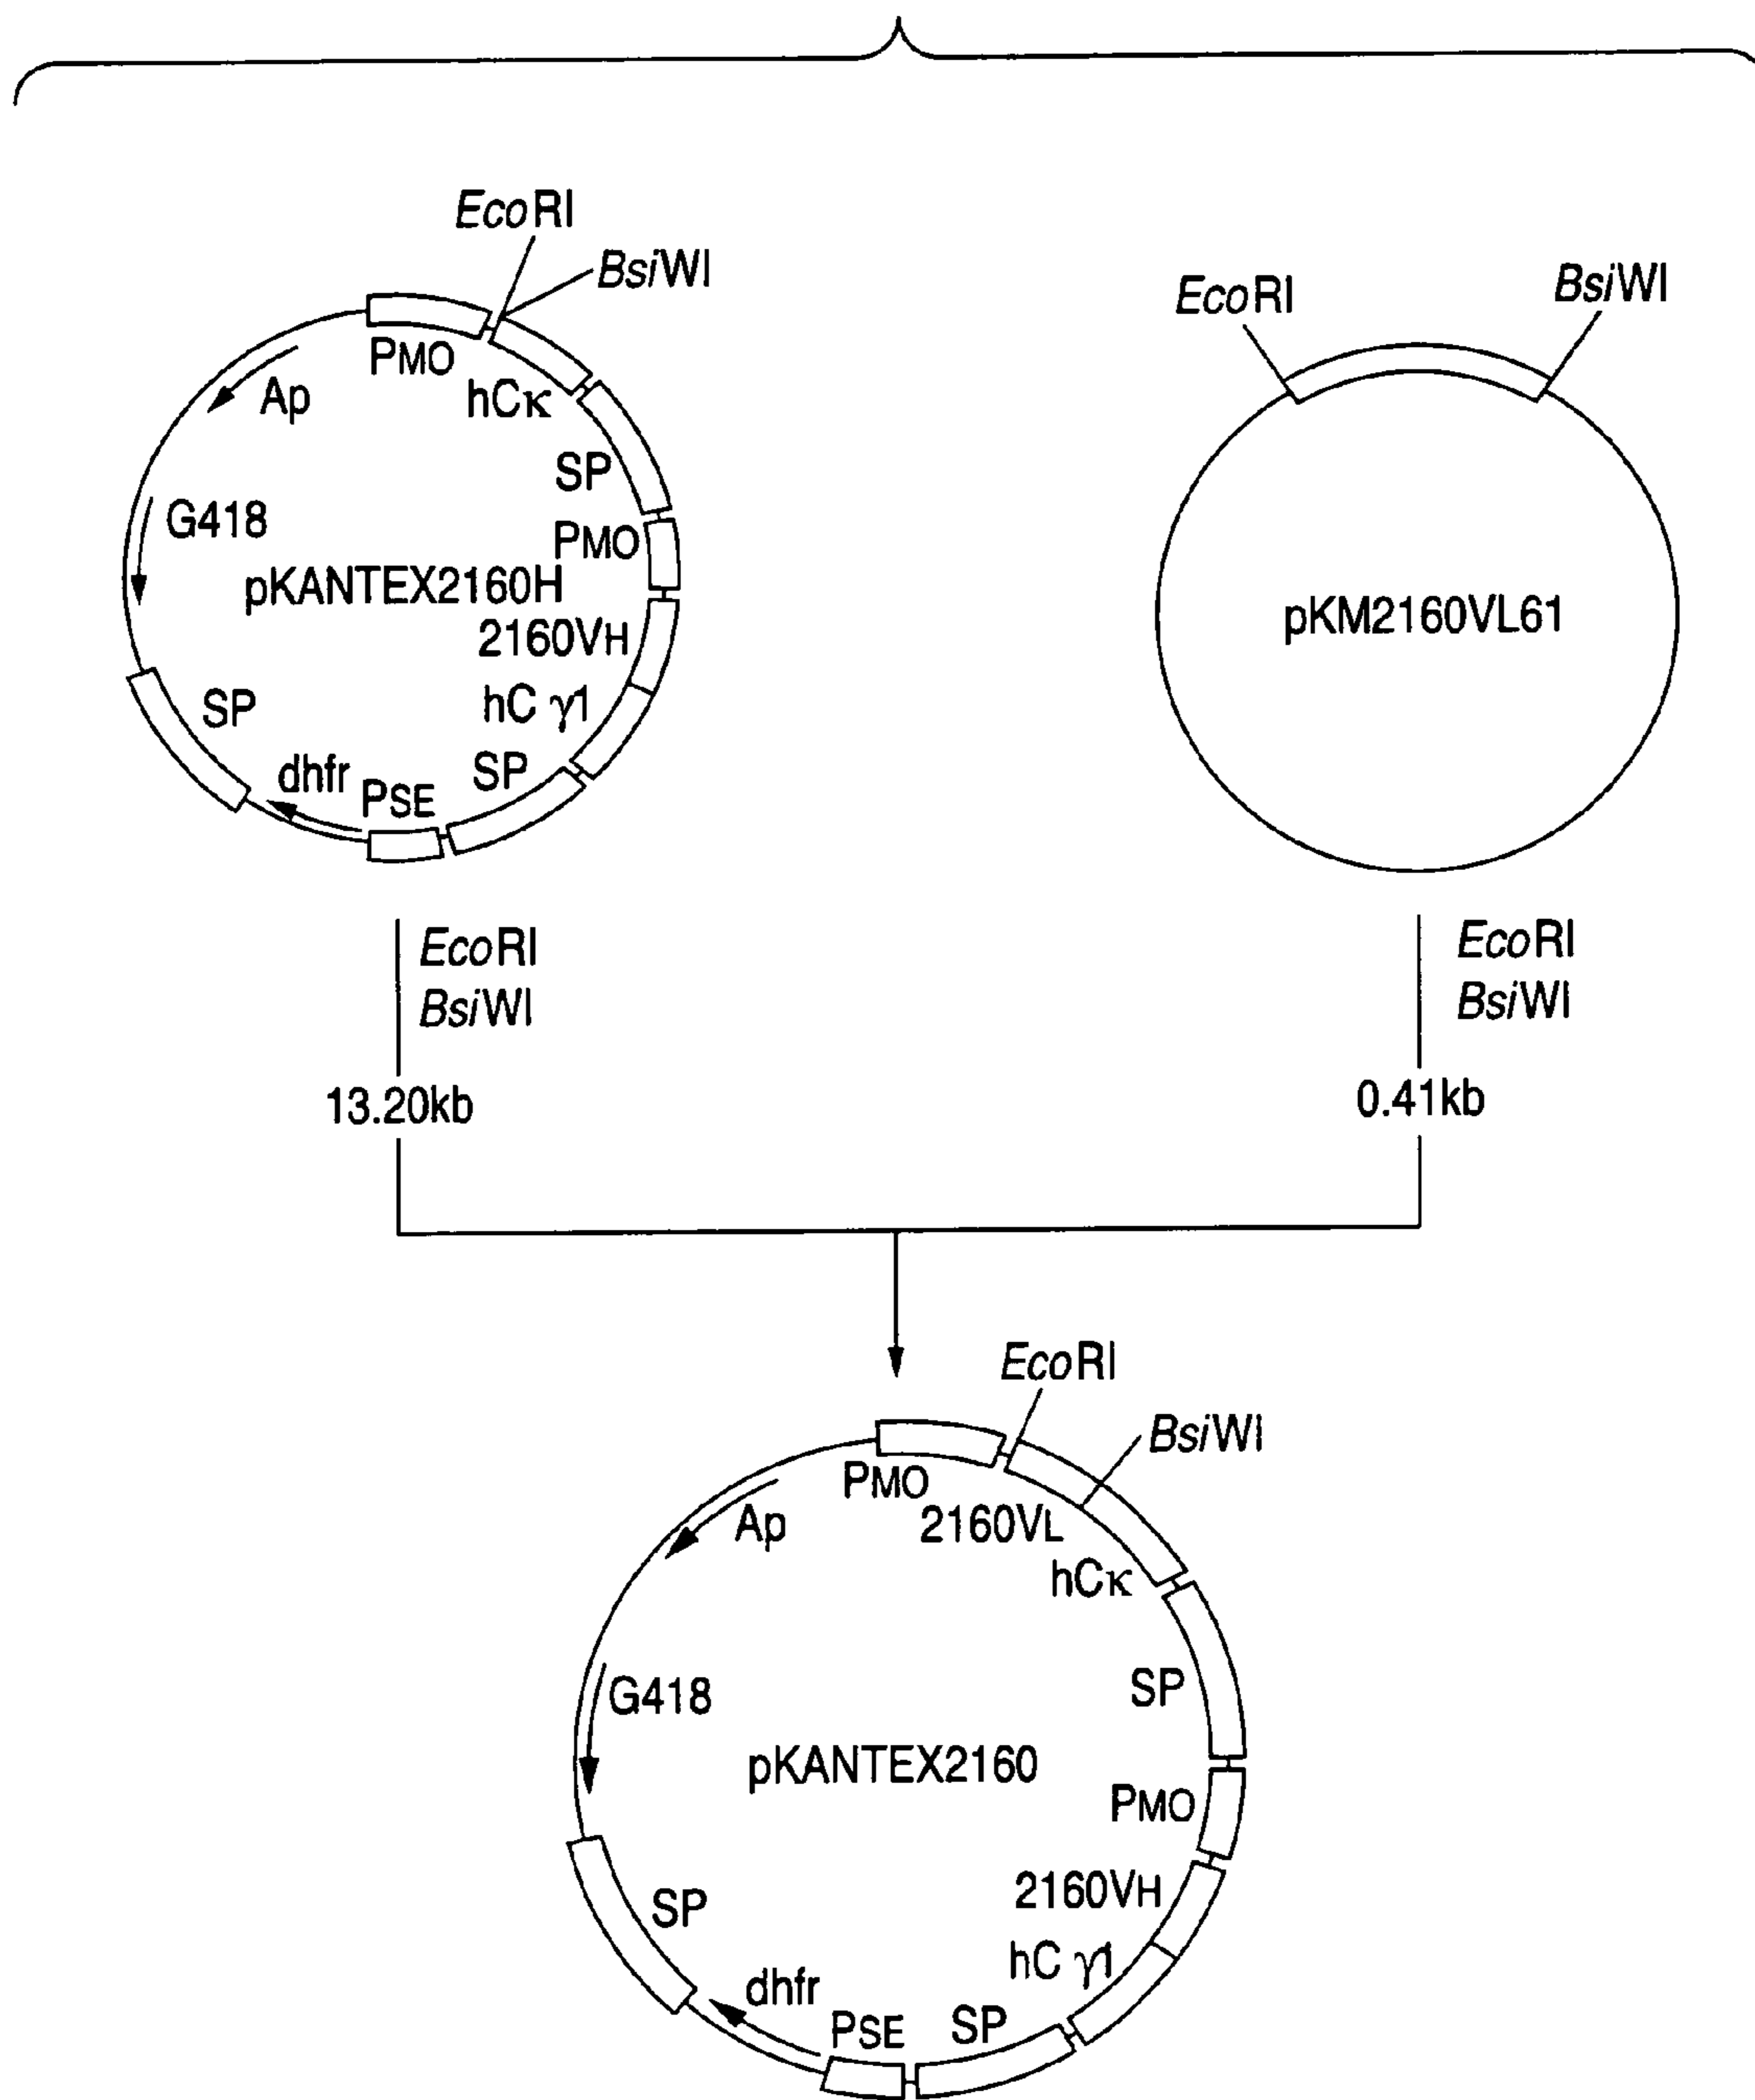 EcoRI
BsiWI
PMO
Ap
hCκ
SP
G418
PMO
pKANTEX2160H
2160VH
hC γ1
SP
SP
dhfr
PSE
EcoRI
BsiWI
pKM2160VL61
EcoRI
BsiWI
13.20kb
EcoRI
BsiWI
0.41kb
EcoRI
BsiWI
PMO
2160VL
Ap
hCκ
SP
G418
pKANTEX2160
PMO
2160VH
hC γ1
SP
dhfr
PSE
SP